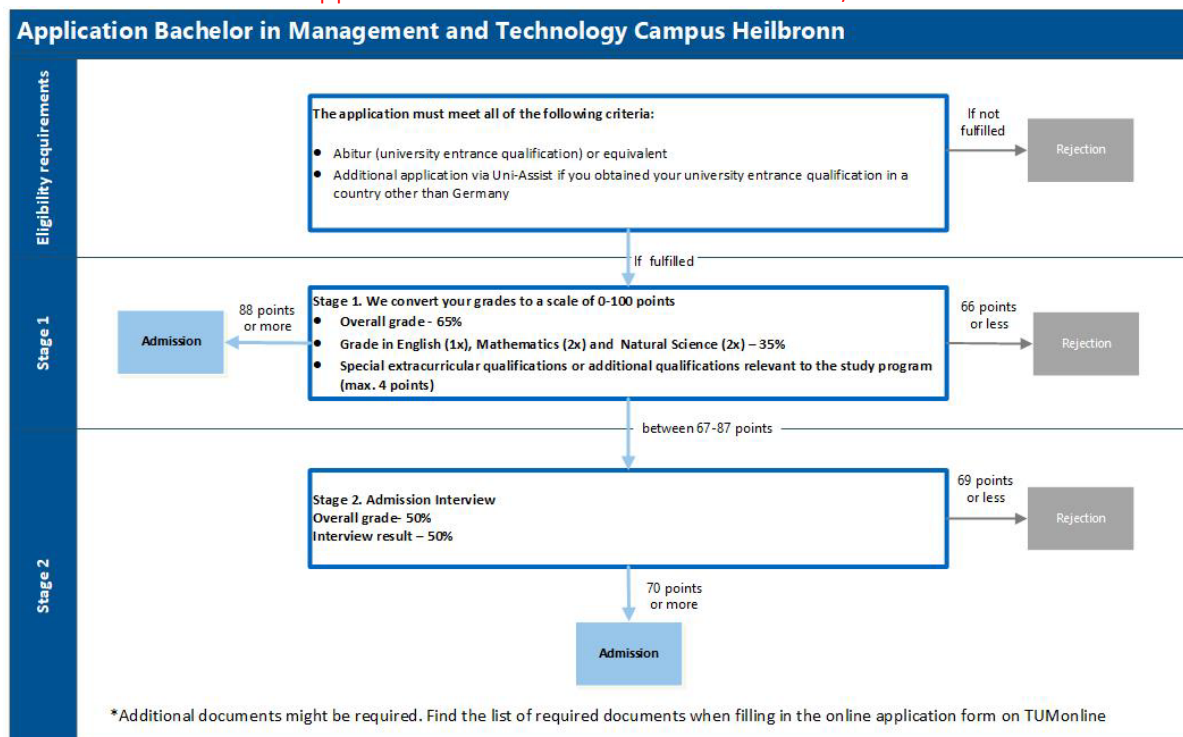 Application Bachelor in Management and Technology Campus Heilbronn
Eligibility requirements
The application must meet all of the following criteria:
● Abitur (university entrance qualification) or equivalent
● Additional application via Uni-Assist if you obtained your university entrance qualification in a
country other than Germany
If not
fulfilled
Rejection
If fulfilled
Stage 1
88 points
or more
Admission
Stage 1. We convert your grades to a scale of 0-100 points
● Overall grade - 65%
● Grade in English (1x), Mathematics (2x) and Natural Science (2x) – 35%
● Special extracurricular qualifications or additional qualifications relevant to the study program
(max. 4 points)
66 points
or less
Rejection
between 67-87 points
Stage 2
Stage 2. Admission Interview
Overall grade- 50%
Interview result – 50%
69 points
or less
Rejection
70 points
or more
Admission
*Additional documents might be required. Find the list of required documents when filling in the online application form on TUMonline